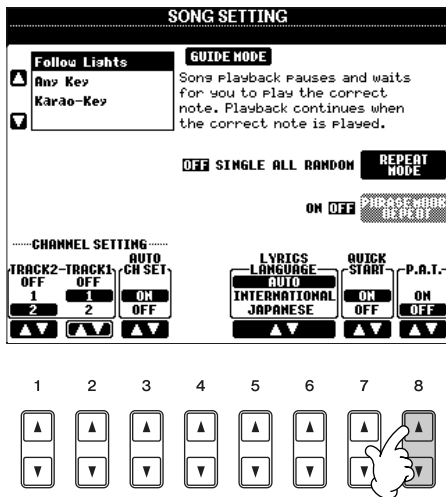 SONG SETTING
Follow Lights
Any Key
Karao-Key
GUIDE MODE
Song playback pauses and waits
for you to play the correct
note. Playback continues when
the correct note is played.
OFF SINGLE ALL RANDOM
REPEAT
MODE
ON OFF
PHRASE MARK
REPEAT
CHANNEL SETTING
TRACK2 TRACK1 AUTO CH SET
OFF OFF
1 1 ON
2 2 OFF
LYRICS LANGUAGE
AUTO
INTERNATIONAL
JAPANESE
QUICK START
ON
OFF
P.A.T.
ON
OFF
1 2 3 4 5 6 7 8